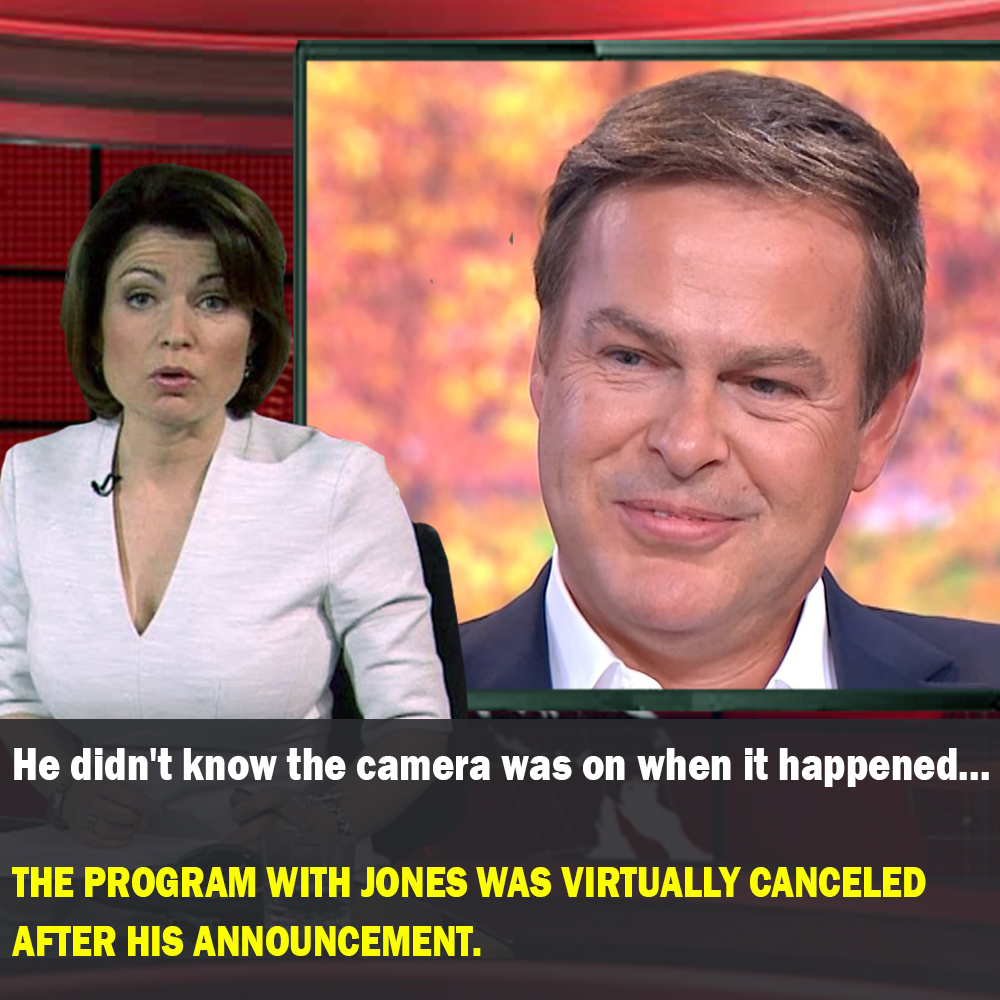 He didn't know the camera was on when it happened...
THE PROGRAM WITH JONES WAS VIRTUALLY CANCELED
AFTER HIS ANNOUNCEMENT.